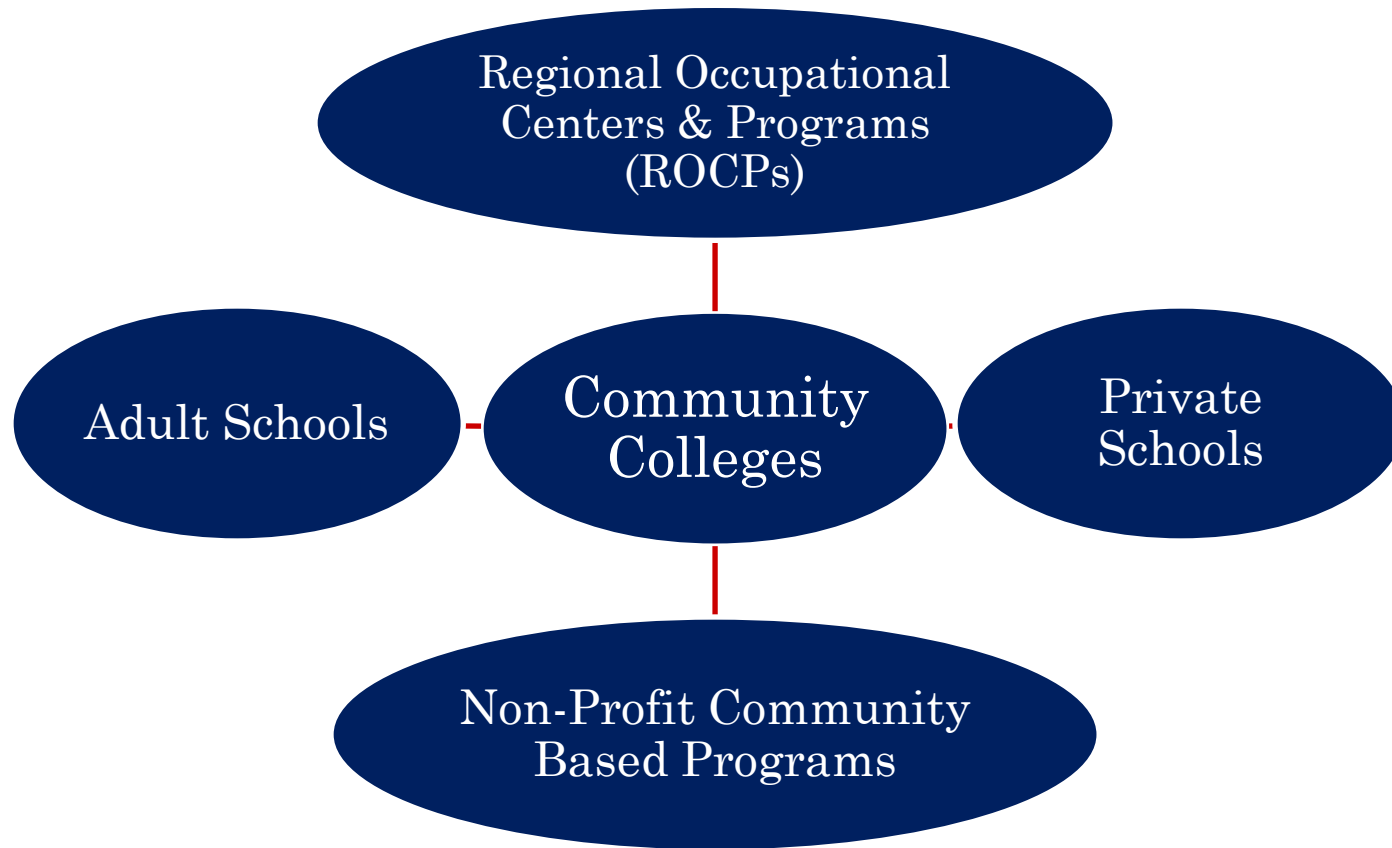 Regional Occupational
Centers & Programs
(ROCPs)
Adult Schools
Community
Colleges
Private
Schools
Non-Profit Community
Based Programs